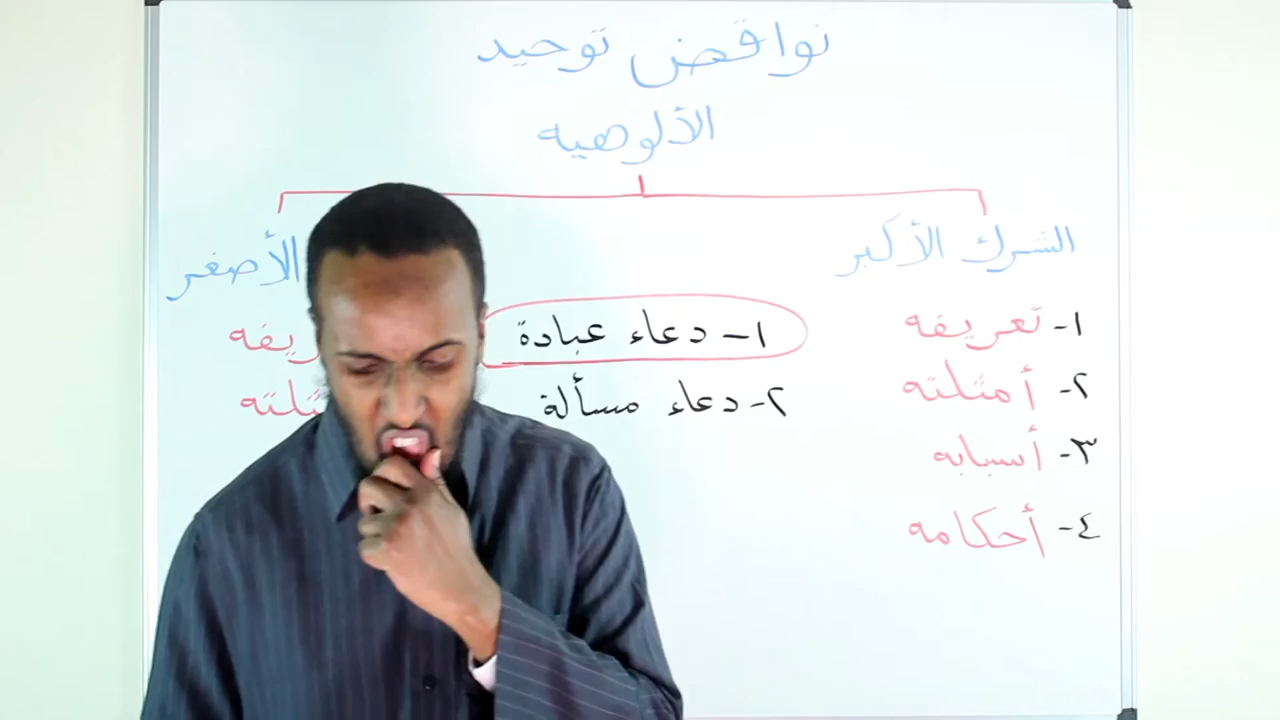 نواقض توحيد
الألوهيه
الشرك الأكبر
١- تعريفه
٢- أمثلته
٣- أسبابه
٤- أحكامه
١- دعاء عبادة
٢- دعاء مسألة
الأصغر